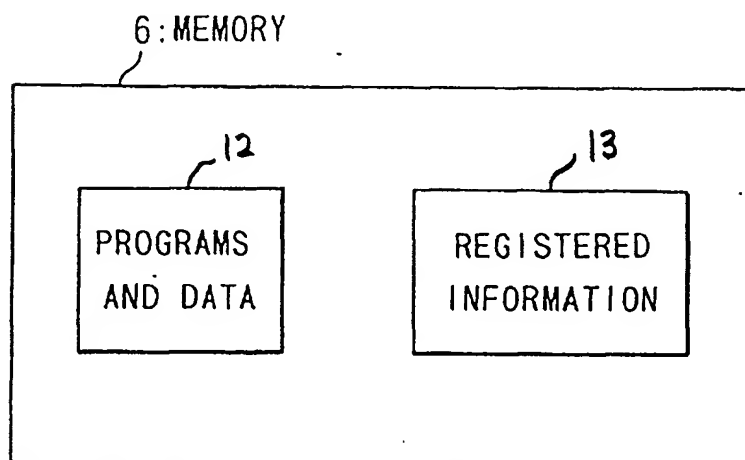 6:MEMORY
12
13
PROGRAMS
AND DATA
REGISTERED
INFORMATION